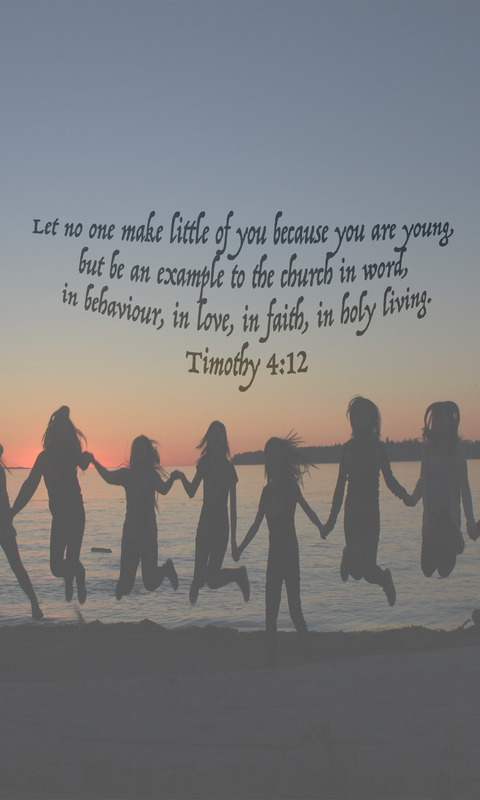 Let no one make little of you because you are young,
but be an example to the church in word,
in behaviour, in love, in faith, in holy living.
Timothy 4:12